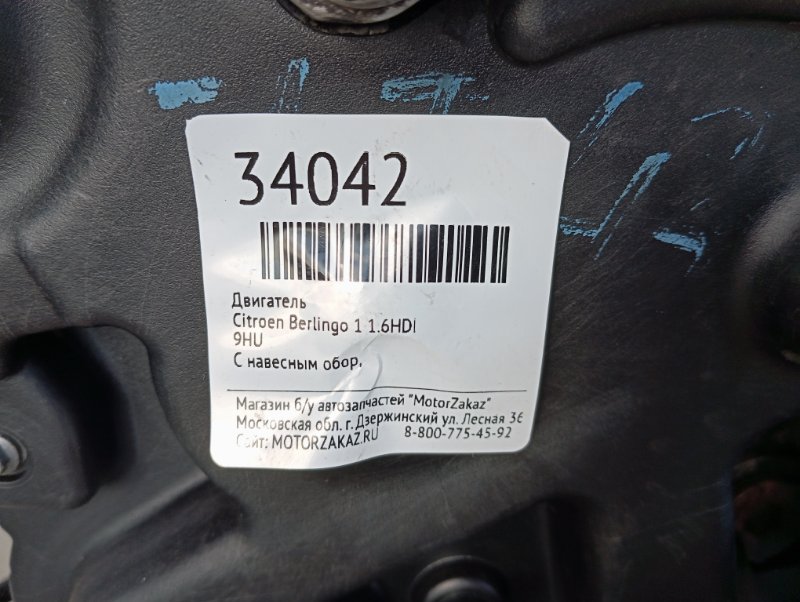 34042
Двигатель
Citroen Berlingo 1 1.6HDI
9HU
С навесным обор.
Магазин б/у автозапчастей "MotorZakaz"
Московская обл. г. Дзержинский ул. Лесная 36
Сайт: MOTORZAKAZ.RU 8-800-775-45-92